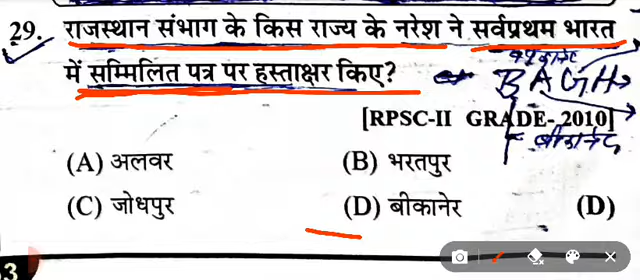 29. राजस्थान संभाग के किस राज्य के नरेश ने सर्वप्रथम भारत
में सम्मिलित पत्र पर हस्ताक्षर किए?
BAGH
[RPSC-II GRADE-2010]
बीकानेर
(A) अलवर (B) भरतपुर
(C) जोधपुर (D) बीकानेर (D)
3